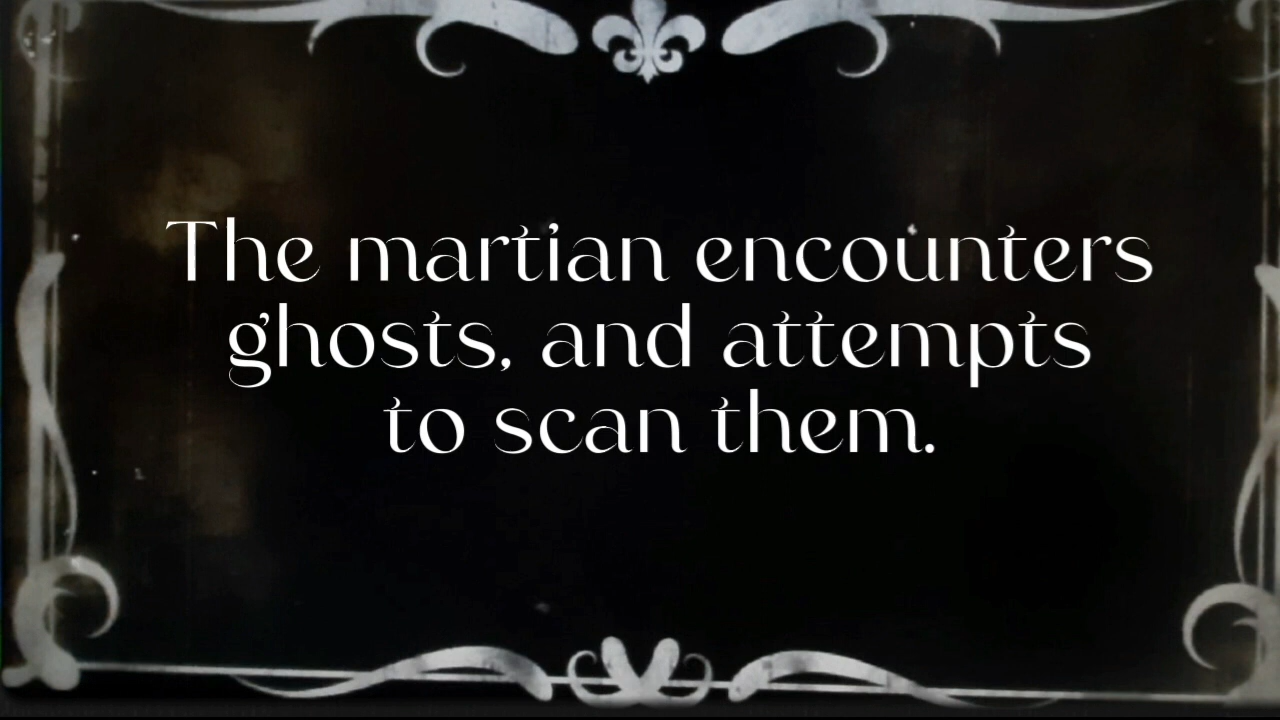 The martian encounters
ghosts, and attempts
to scan them.